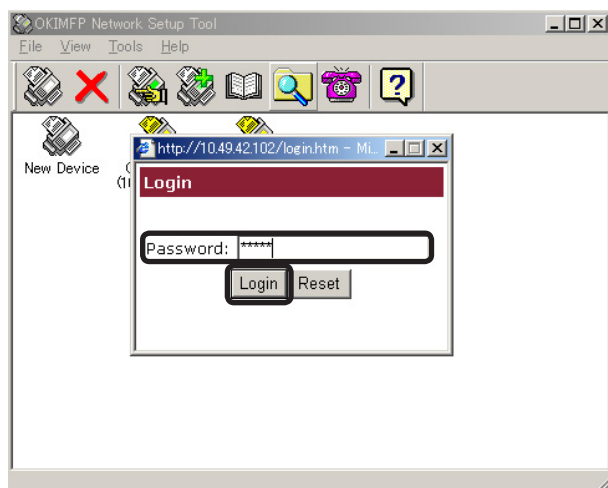 OKIMFP Network Setup Tool
File View Tools Help
New Device
http://10.49.42.102/login.htm - Mi...
Login
Password: *****
Login Reset